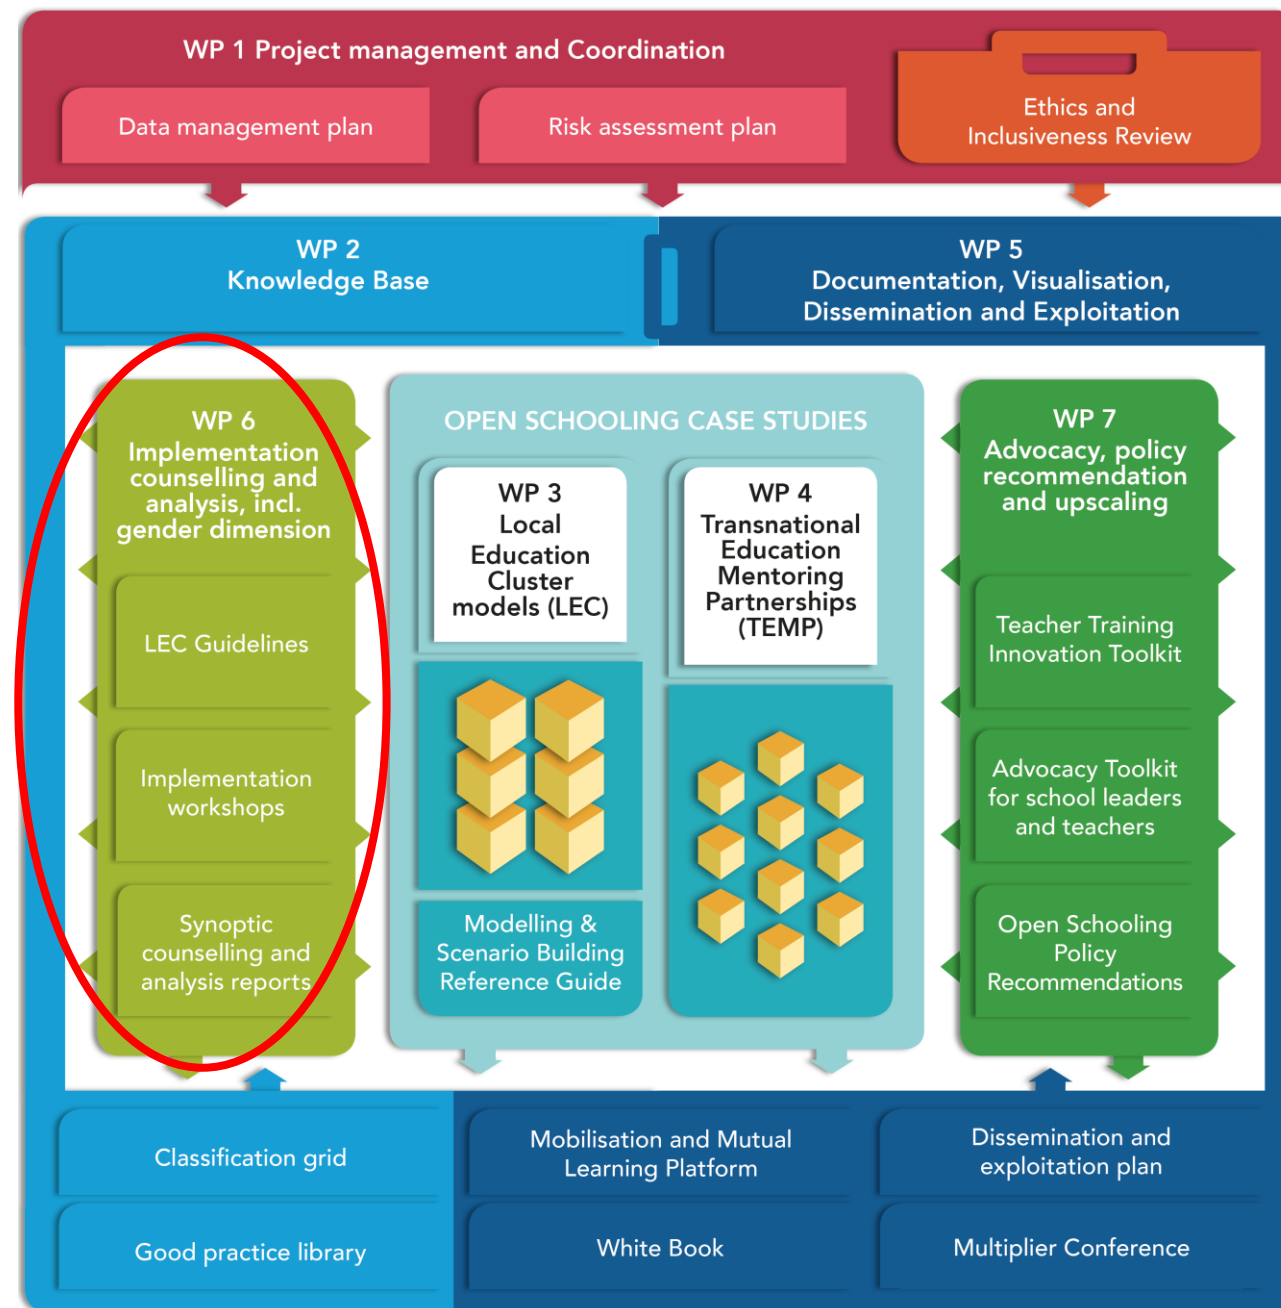 WP 1 Project management and Coordination
Data management plan
Risk assessment plan
Ethics and
Inclusiveness Review
WP 2
Knowledge Base
WP 5
Documentation, Visualisation,
Dissemination and Exploitation
WP 6
Implementation
counselling and
analysis, incl.
gender dimension
LEC Guidelines
Implementation
workshops
Synoptic
counselling and
analysis reports
OPEN SCHOOLING CASE STUDIES
WP 3
Local
Education
Cluster
models (LEC)
Modelling &
Scenario Building
Reference Guide
WP 4
Transnational
Education
Mentoring
Partnerships
(TEMP)
WP 7
Advocacy, policy
recommendation
and upscaling
Teacher Training
Innovation Toolkit
Advocacy Toolkit
for school leaders
and teachers
Open Schooling
Policy
Recommendations
Classification grid
Good practice library
Mobilisation and Mutual
Learning Platform
White Book
Dissemination and
exploitation plan
Multiplier Conference